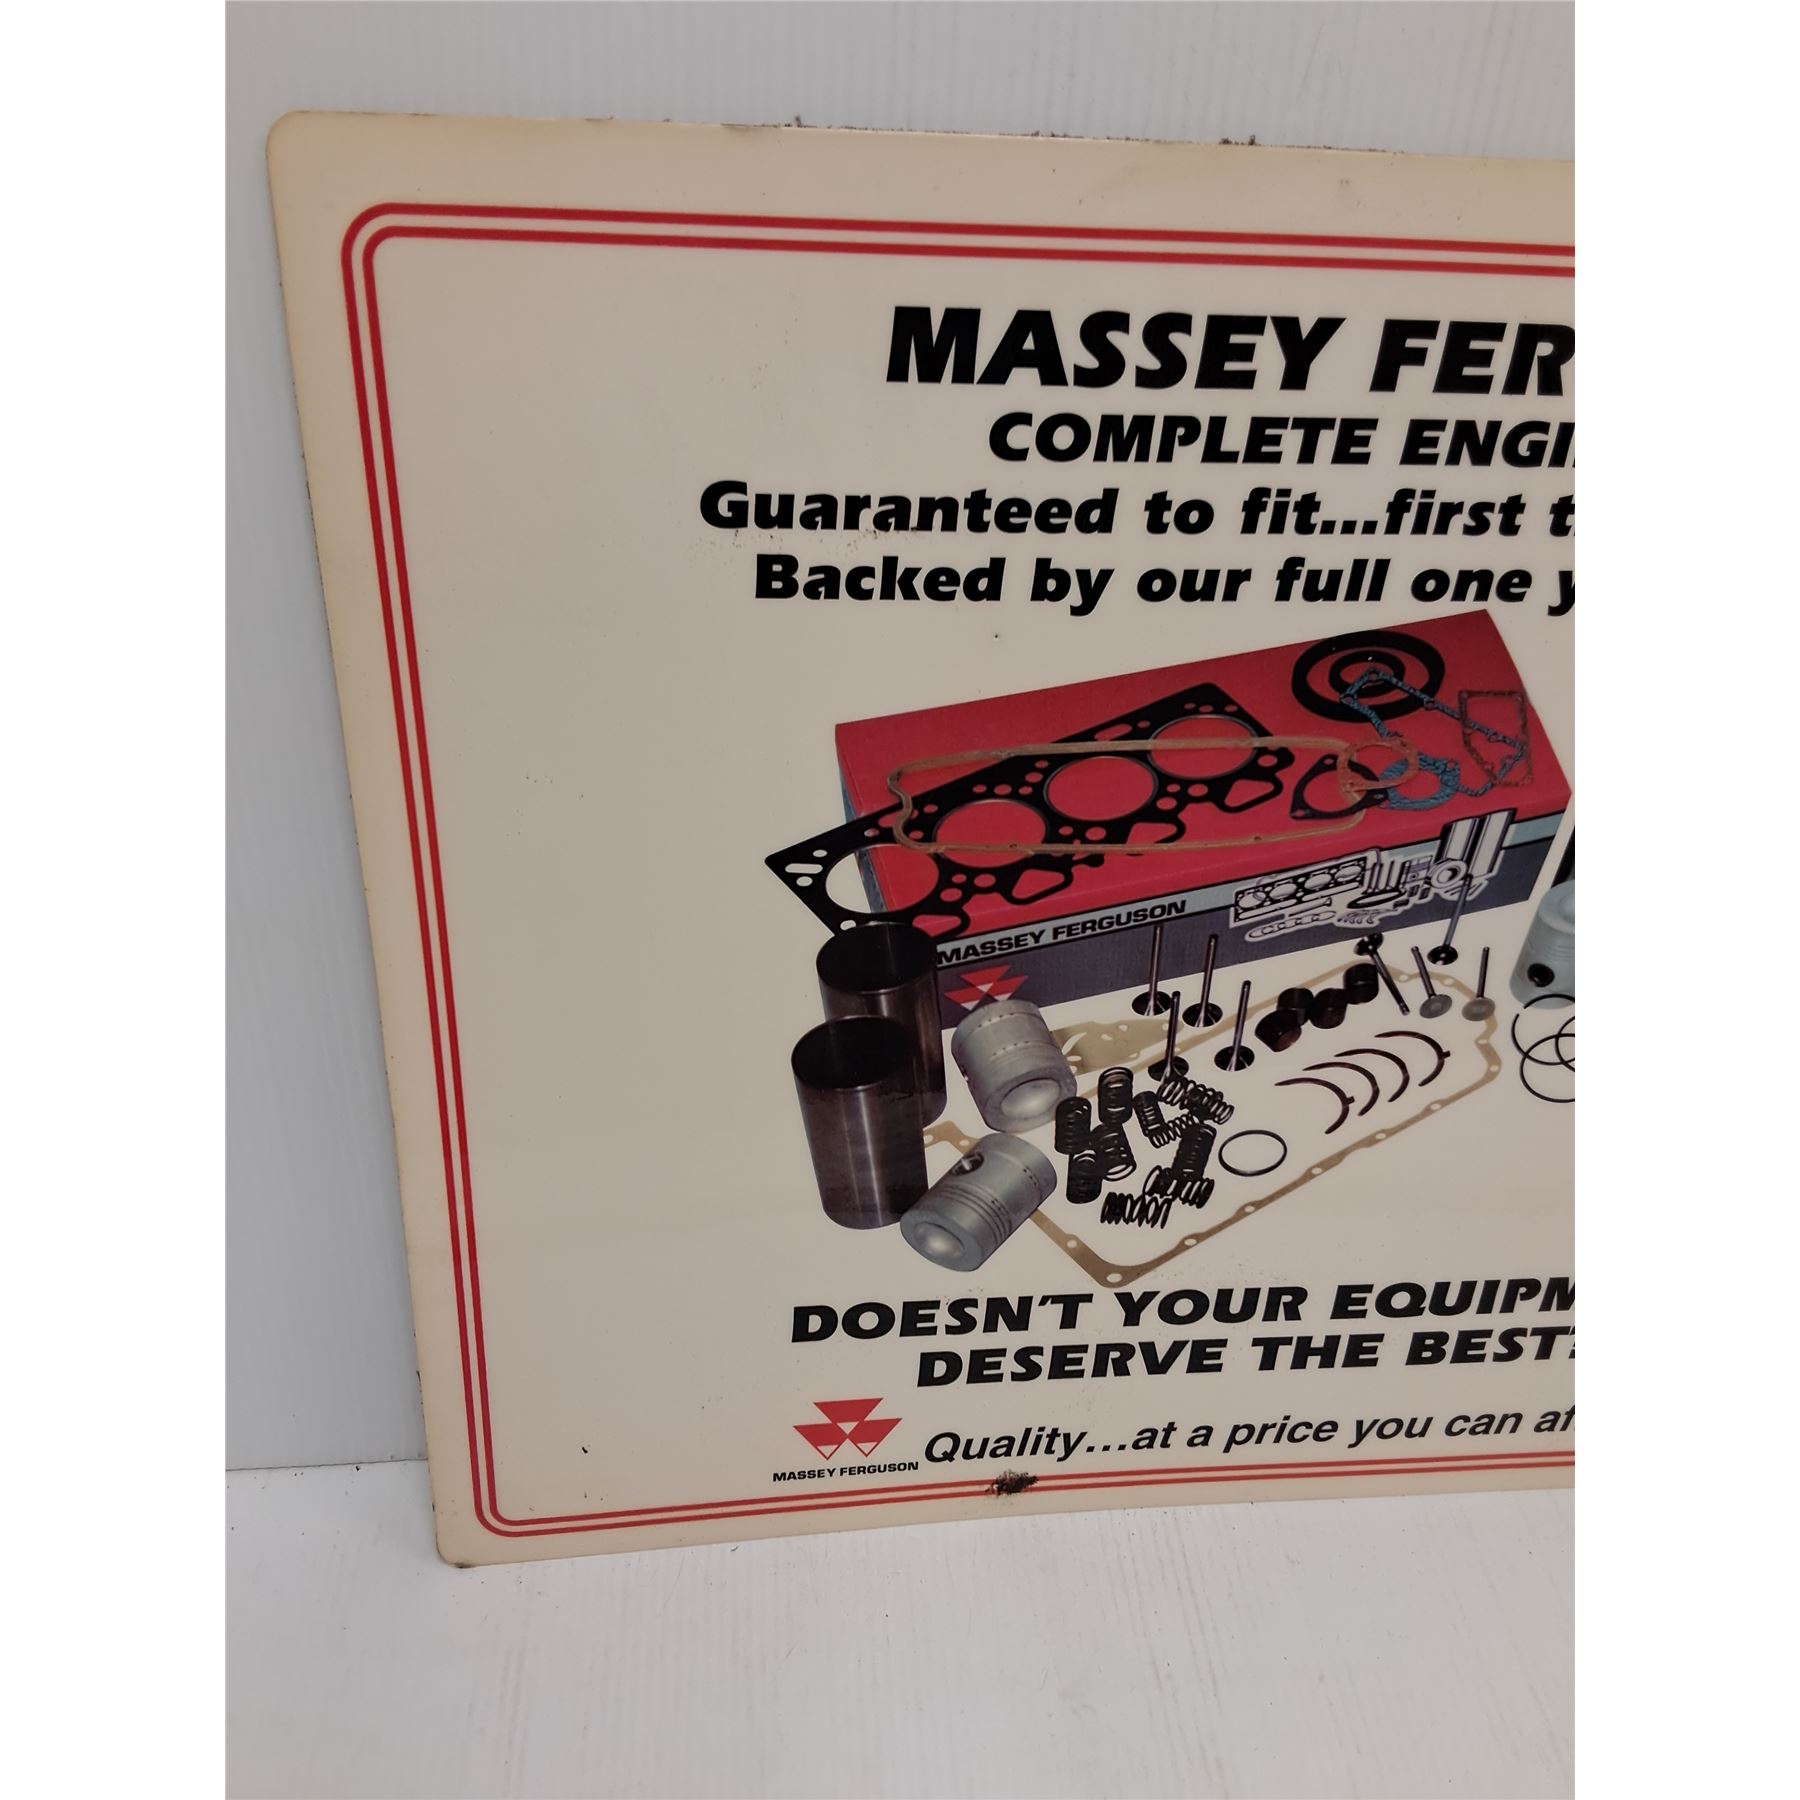 MASSEY FER
COMPLETE ENGI
Guaranteed to fit...first t
Backed by our full one y
MASSEY FERGUSON
DOESN'T YOUR EQUIPM
DESERVE THE BEST?
MASSEY FERGUSON
Quality...at a price you can af